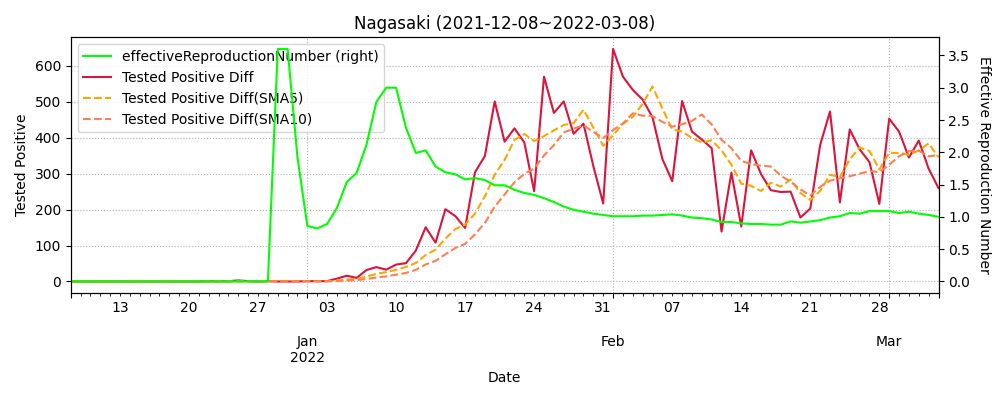 Nagasaki (2021-12-08~2022-03-08)
effectiveReproductionNumber (right)
Tested Positive Diff
Tested Positive Diff(SMA5)
Tested Positive Diff(SMA10)
Tested Positive
600
500
400
300
200
100
0
3.5
3.0
2.5
2.0
1.5
1.0
0.5
0.0
Effective Reproduction Number
13 20 27 03 10 17 24 31 07 14 21 28
Jan Feb Mar
2022
Date